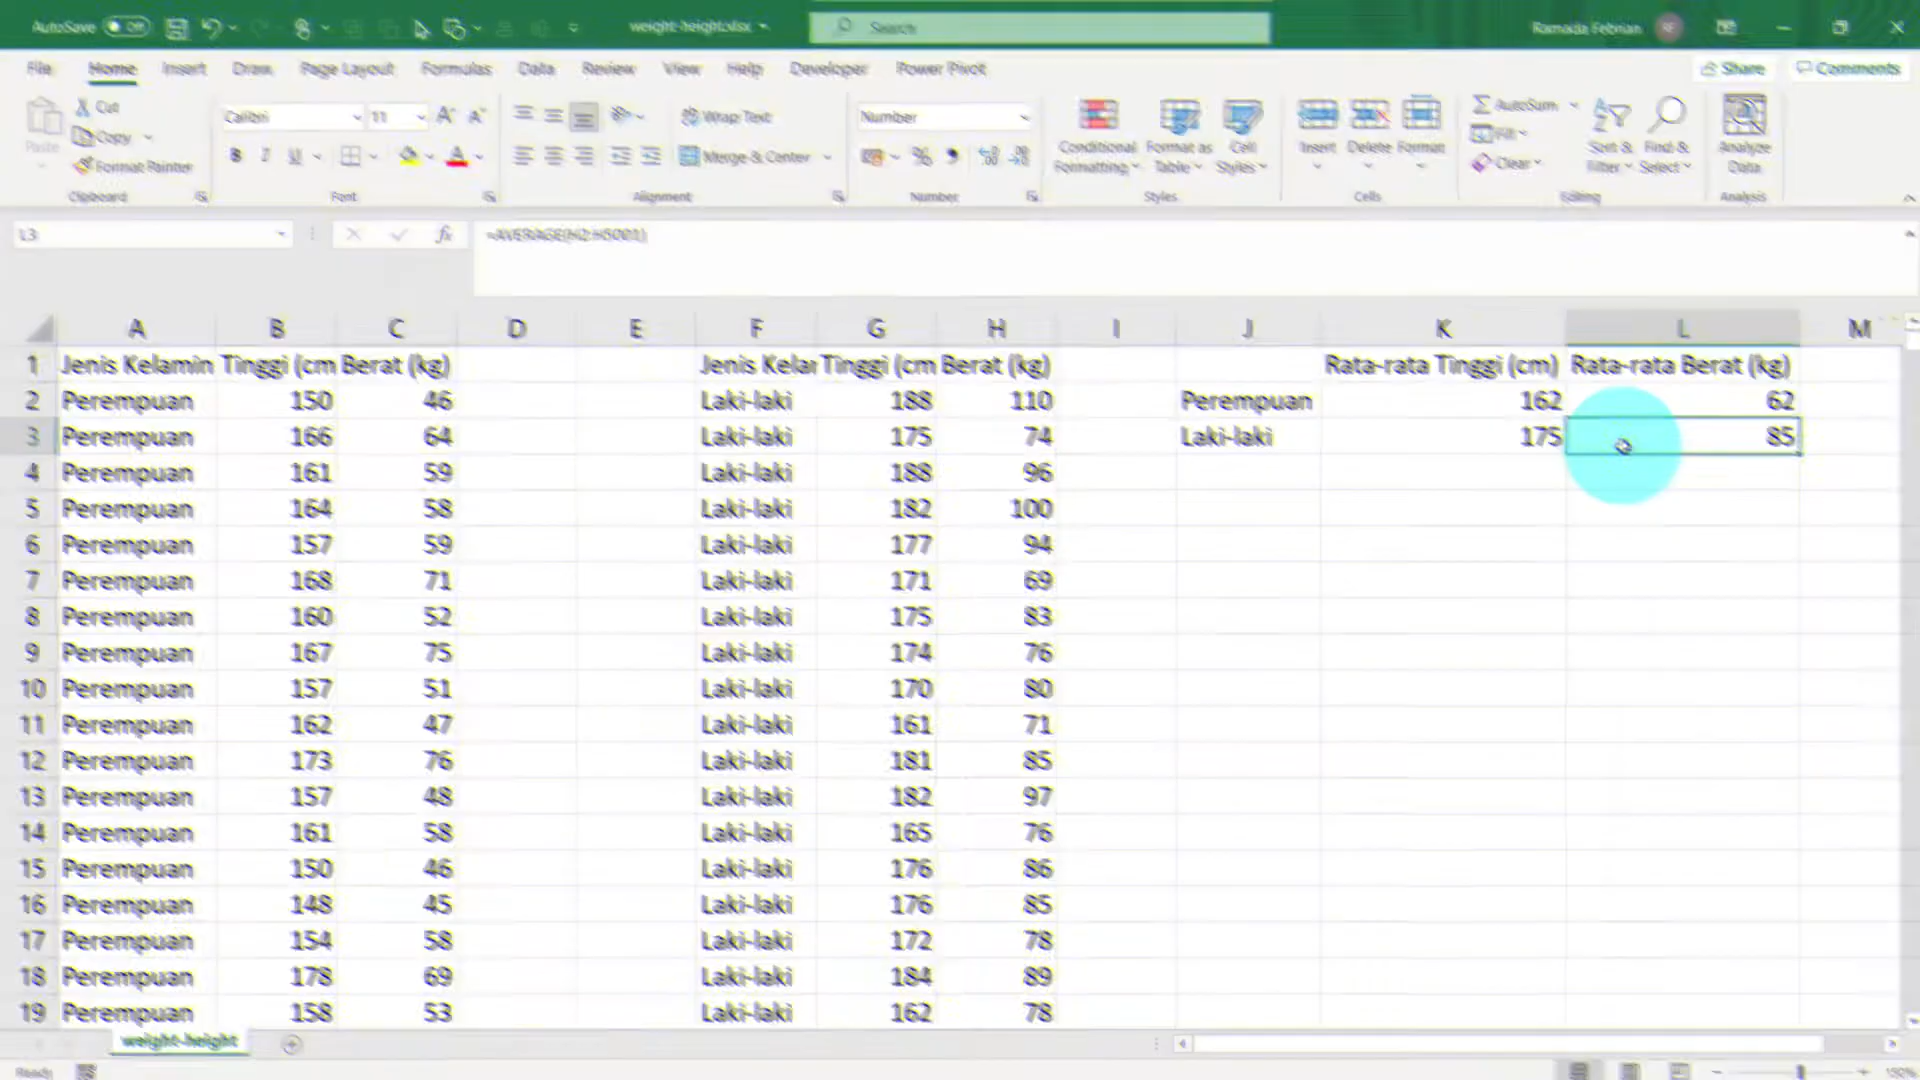 AutoSave Off weight-height.xlsx Search Ramada Febrian RF
File Home Insert Draw Page Layout Formulas Data Review View Help Developer Power Pivot Share Comments
Paste Cut Copy Format Painter Clipboard
Calibri 11 B I U Font
Wrap Text Merge & Center Alignment
Number % Number
Conditional Formatting Format as Table Cell Styles Styles
Insert Delete Format Cells
AutoSum Fill Clear Sort & Filter Find & Select Editing
Analyze Data Analysis
L3 fx =AVERAGE(H2:H5001)
A B C D E F G H I J K L M
1 Jenis Kelamin Tinggi (cm Berat (kg) Jenis Kelar Tinggi (cm Berat (kg) Rata-rata Tinggi (cm) Rata-rata Berat (kg)
2 Perempuan 150 46 Laki-laki 188 110 Perempuan 162 62
3 Perempuan 166 64 Laki-laki 175 74 Laki-laki 175 85
4 Perempuan 161 59 Laki-laki 188 96
5 Perempuan 164 58 Laki-laki 182 100
6 Perempuan 157 59 Laki-laki 177 94
7 Perempuan 168 71 Laki-laki 171 69
8 Perempuan 160 52 Laki-laki 175 83
9 Perempuan 167 75 Laki-laki 174 76
10 Perempuan 157 51 Laki-laki 170 80
11 Perempuan 162 47 Laki-laki 161 71
12 Perempuan 173 76 Laki-laki 181 85
13 Perempuan 157 48 Laki-laki 182 97
14 Perempuan 161 58 Laki-laki 165 76
15 Perempuan 150 46 Laki-laki 176 86
16 Perempuan 148 45 Laki-laki 176 85
17 Perempuan 154 58 Laki-laki 172 78
18 Perempuan 178 69 Laki-laki 184 89
19 Perempuan 158 53 Laki-laki 162 78
weight-height
Ready 150%